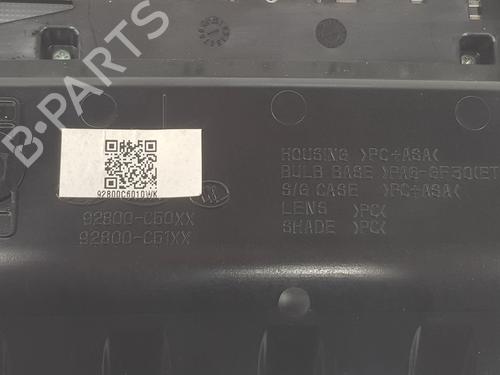 B-PARTS
92800C6010WK
92800-C50XX
92800-C51XX
HOUSING >PC+ASA<
BULB BASE >PA6-GF30(ET
S/G CASE >PC+ASA<
LENS >PC<
SHADE >PC<